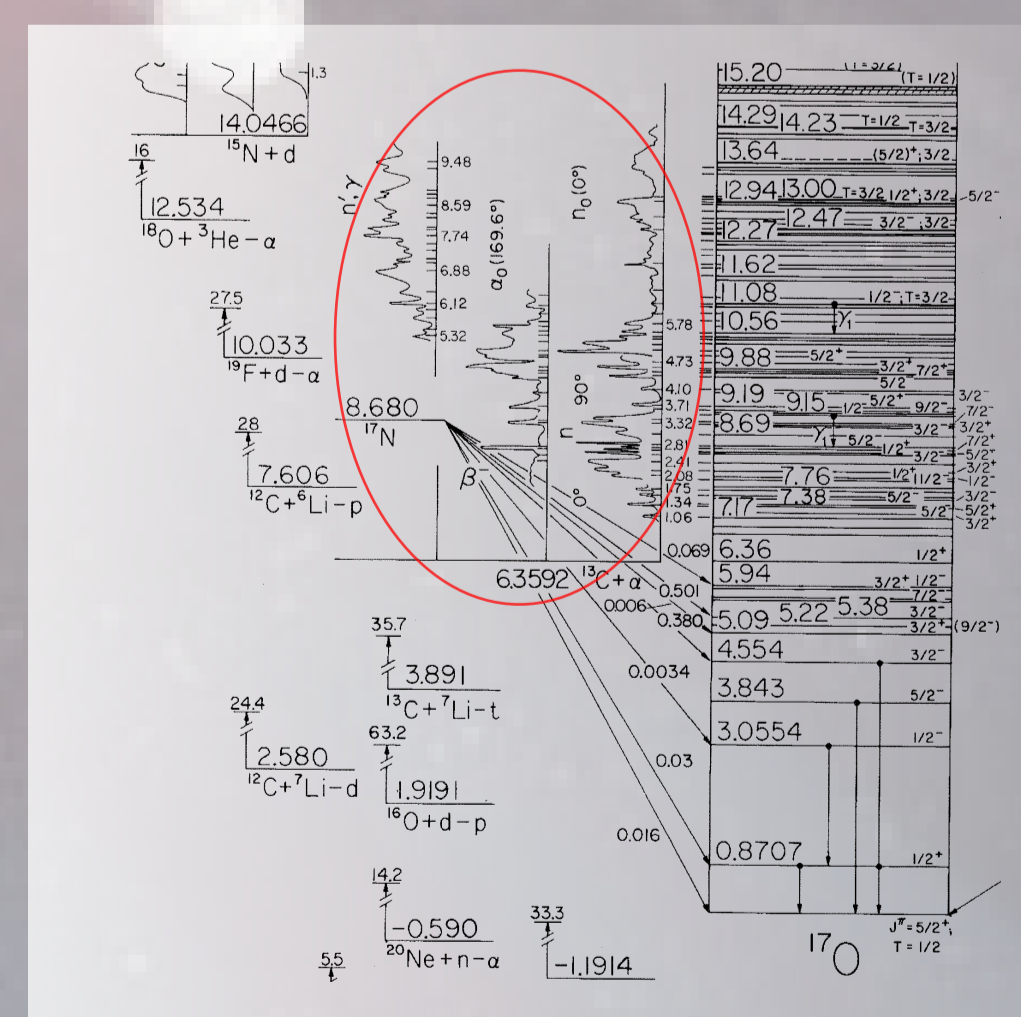 1.3
14.0466
¹⁵N+d
16
12.534
¹⁸O+³He-α
27.5
10.033
¹⁹F+d-α
28
7.606
¹²C+⁶Li-p
n',γ
9.48
8.59
7.74
6.88
6.12
5.32
α₀(169.6°)
n₀(0°)
8.680
¹⁷N
β⁻
n
90°
0°
5.78
4.73
4.10
3.71
3.32
2.81
2.41
2.08
1.75
1.34
1.06
6.3592
¹³C+α
0.069
0.501
0.006
0.380
0.0034
0.03
0.016
35.7
3.891
¹³C+⁷Li-t
24.4
2.580
¹²C+⁷Li-d
63.2
1.9191
¹⁶O+d-p
14.2
-0.590
²⁰Ne+n-α
5.5
33.3
-1.1914
15.20 (T=1/2)
14.29 14.23 T=1/2 T=3/2
13.64 (5/2)⁺;3/2
12.94 13.00 T=3/2 1/2⁺;3/2 5/2⁻
12.47 3/2⁻;3/2
12.27
11.62
11.08 1/2⁻;T=3/2
10.56 γ₁
9.88 5/2⁺ 3/2⁺ 7/2⁺
5/2⁻
9.19 9.15 1/2⁻ 5/2⁺ 9/2⁻ 3/2⁻
7/2⁻
8.69 γ₁ 5/2⁻ 3/2⁻ 3/2⁺
1/2⁺ 7/2⁺
3/2⁻ 5/2⁻
7.76 1/2⁺ 11/2⁻ 3/2⁺
1/2⁻
7.38 5/2⁻ 3/2⁻
7.17 5/2⁻ 5/2⁺
3/2⁺
6.36 1/2⁺
5.94 3/2⁺ 1/2⁻
7/2⁻
5.09 5.22 5.38 3/2⁻
3/2⁺ (9/2⁻)
4.554 3/2⁻
3.843 5/2⁻
3.0554 1/2⁻
0.8707 1/2⁺
Jπ=5/2⁺;
T=1/2
¹⁷O